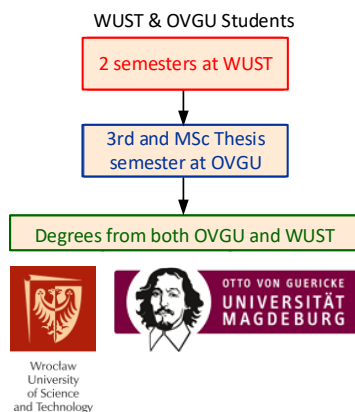 WUST & OVGU Students
2 semesters at WUST
3rd and MSc Thesis
semester at OVGU
Degrees from both OVGU and WUST
OTTO VON GUERICKE
UNIVERSITÄT
MAGDEBURG
Wrocław
University
of Science
and Technology